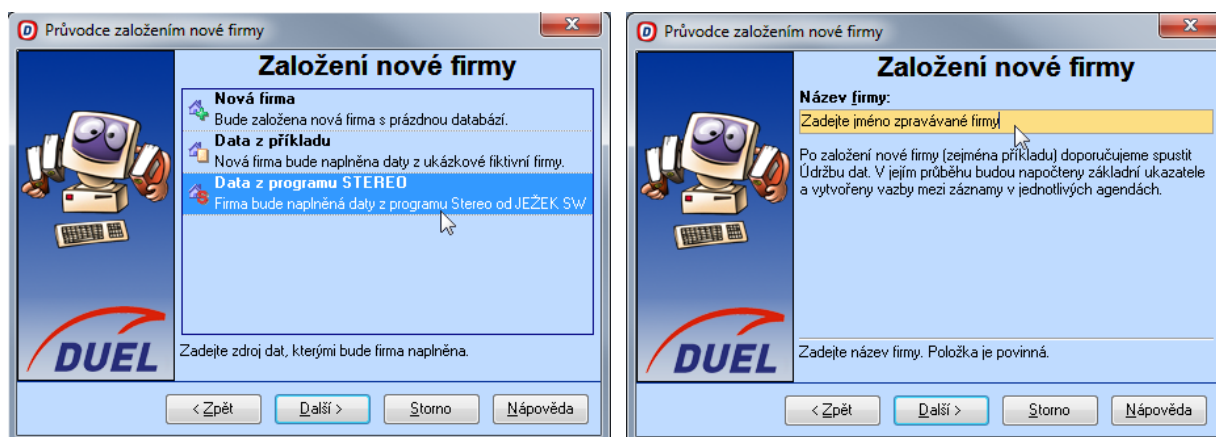 Průvodce založením nové firmy
Založení nové firmy
Nová firma
Bude založena nová firma s prázdnou databází.
Data z příkladu
Nová firma bude naplněna daty z ukázkové fiktivní firmy.
Data z programu STEREO
Firma bude naplněná daty z programu Stereo od JEŽEK SW
DUEL
Zadejte zdroj dat, kterými bude firma naplněna.
< Zpět
Další >
Storno
Nápověda
Průvodce založením nové firmy
Založení nové firmy
Název firmy:
Zadejte jméno zpravávané firmy
Po založení nové firmy (zejména příkladu) doporučujeme spustit
Údržbu dat. V jejím průběhu budou napočteny základní ukazatele
a vytvořeny vazby mezi záznamy v jednotlivých agendách.
DUEL
Zadejte název firmy. Položka je povinná.
< Zpět
Další >
Storno
Nápověda